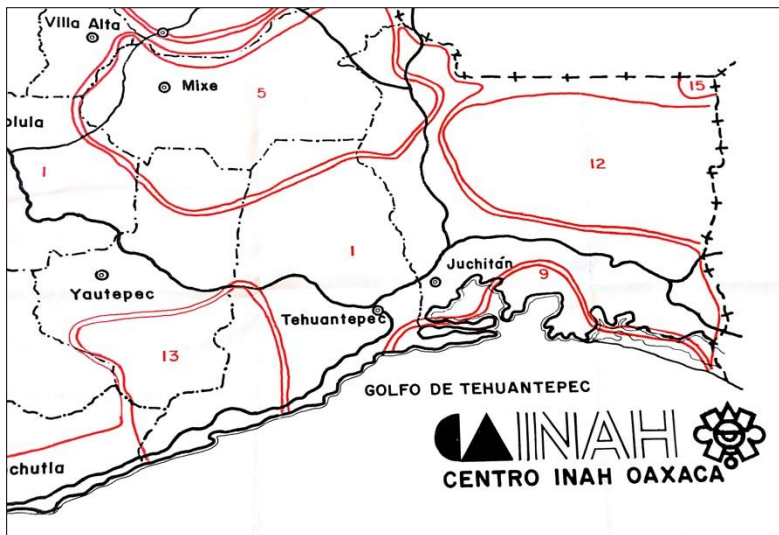 Villa Alta
Mixe
5
15
olula
1
12
1
Juchitán
9
Yautepec
Tehuantepec
13
GOLFO DE TEHUANTEPEC
INAH
CENTRO INAH OAXACA
chutla